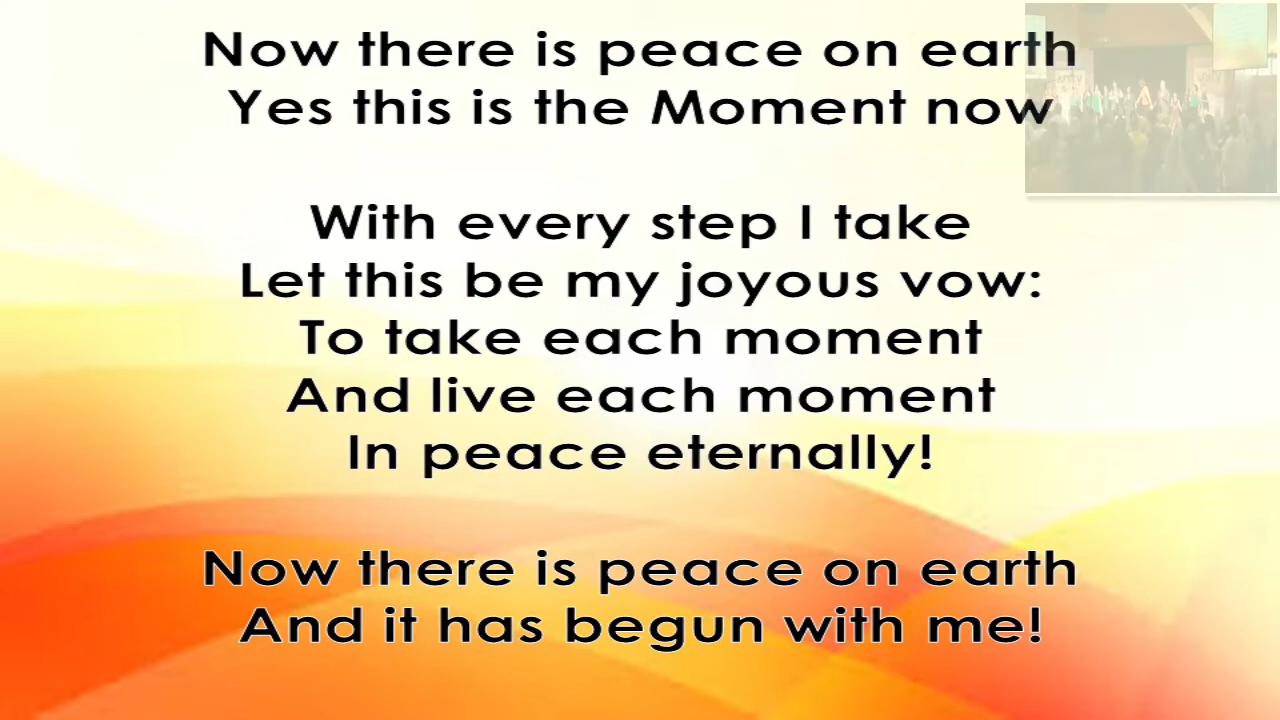 Now there is peace on earth
Yes this is the Moment now
With every step I take
Let this be my joyous vow:
To take each moment
And live each moment
In peace eternally!
Now there is peace on earth
And it has begun with me!